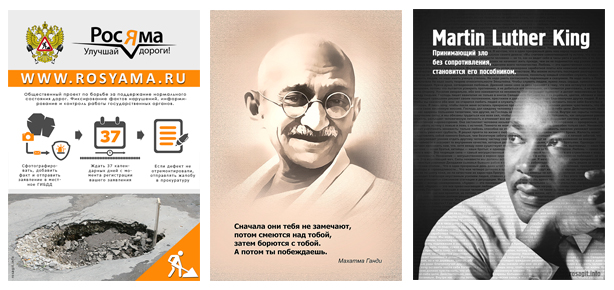 РосЯма
Улучшай дороги!
WWW.ROSYAMA.RU
Общественный проект по борьбе за поддержание нормального
состояния дорог. Фиксирование фактов нарушений, информи-
рование и контроль работы государственных органов.
37
Сфотографиро-
вать, добавить
факт и отправить
заявление в мест-
ное ГИБДД
Ждать 37 кален-
дарных дней с мо-
мента регистрации
вашего заявления
Если дефект не
отремонтировали,
отправлять жалобу
в прокуратуру
Сначала они тебя не замечают,
потом смеются над тобой,
затем борются с тобой.
А потом ты побеждаешь.
Махатма Ганди
Martin Luther King
Принимающий зло
без сопротивления,
становится его пособником.
rosagit.info